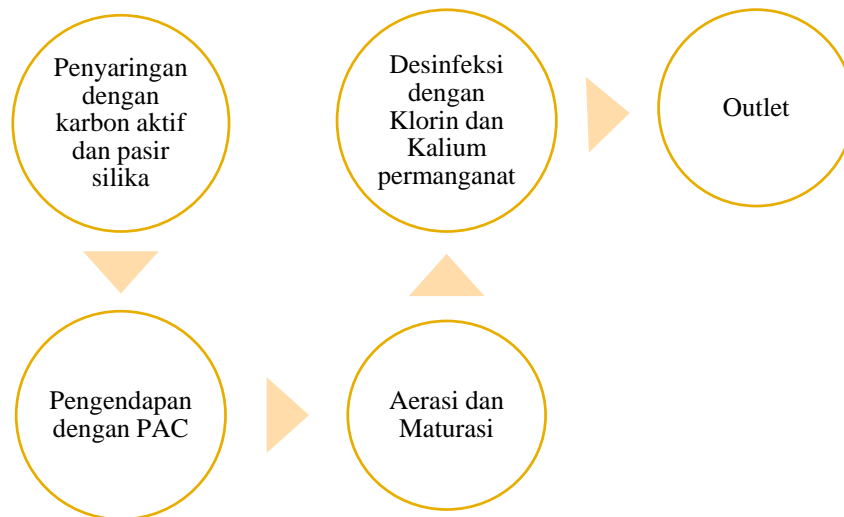 Penyaringan
dengan
karbon aktif
dan pasir
silika
Pengendapan
dengan PAC
Aerasi dan
Maturasi
Desinfeksi
dengan
Klorin dan
Kalium
permanganat
Outlet